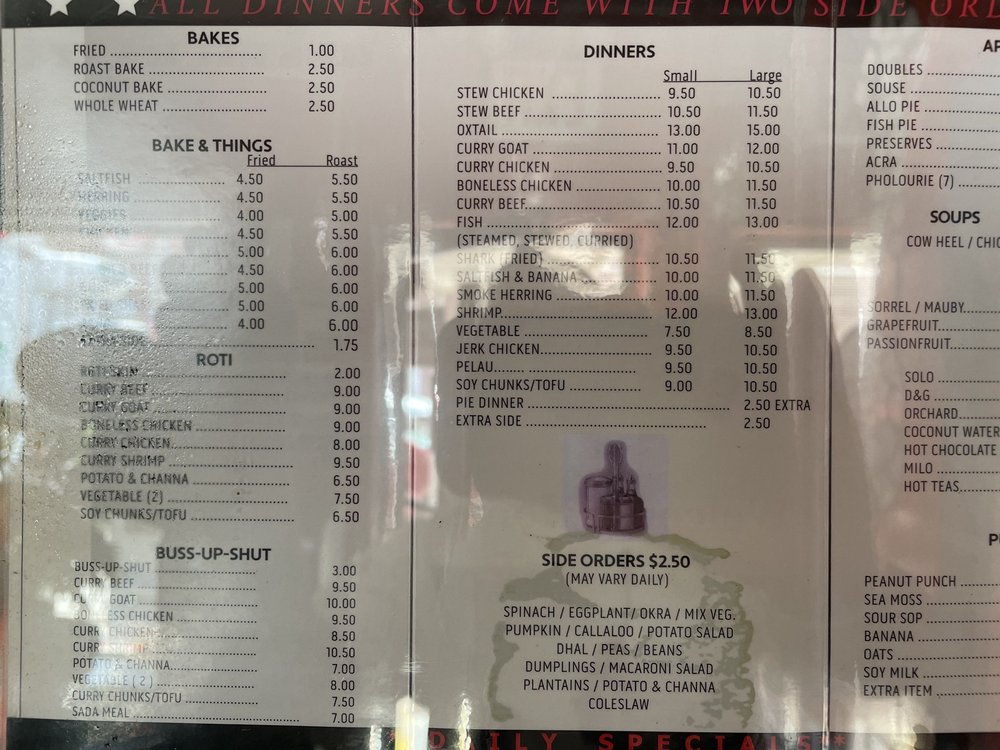 ALL DINNERS COME WITH TWO SIDE
BAKES
FRIED 1.00
ROAST BAKE 2.50
COCONUT BAKE 2.50
WHOLE WHEAT 2.50
BAKE & THINGS
Fried Roast
SALTFISH 4.50 5.50
HERRING 4.50 5.50
VEGGIES 4.00 5.00
CHICKEN 4.50 5.50
5.00 6.00
4.50 6.00
5.00 6.00
5.00 6.00
4.00 6.00
1.75
ROTI
ROTI SKIN 2.00
CURRY BEEF 9.00
CURRY GOAT 9.00
BONELESS CHICKEN 9.00
CURRY CHICKEN 8.00
CURRY SHRIMP 9.50
POTATO & CHANNA 6.50
VEGETABLE (2) 7.50
SOY CHUNKS/TOFU 6.50
BUSS-UP-SHUT
BUSS-UP-SHUT 3.00
CURRY BEEF 9.50
CURRY GOAT 10.00
BONELESS CHICKEN 9.50
CURRY CHICKEN 8.50
CURRY SHRIMP 10.50
POTATO & CHANNA 7.00
VEGETABLE ( 2 ) 8.00
CURRY CHUNKS/TOFU 7.50
SADA MEAL 7.00
DINNERS
Small Large
STEW CHICKEN 9.50 10.50
STEW BEEF 10.50 11.50
OXTAIL 13.00 15.00
CURRY GOAT 11.00 12.00
CURRY CHICKEN 9.50 10.50
BONELESS CHICKEN 10.00 11.50
CURRY BEEF 10.50 11.50
FISH 12.00 13.00
(STEAMED, STEWED, CURRIED)
SHARK (FRIED) 10.50 11.50
SALTFISH & BANANA 10.00 11.50
SMOKE HERRING 10.00 11.50
SHRIMP 12.00 13.00
VEGETABLE 7.50 8.50
JERK CHICKEN 9.50 10.50
PELAU 9.50 10.50
SOY CHUNKS/TOFU 9.00 10.50
PIE DINNER 2.50 EXTRA
EXTRA SIDE 2.50
SIDE ORDERS $2.50
(MAY VARY DAILY)
SPINACH / EGGPLANT/ OKRA / MIX VEG.
PUMPKIN / CALLALOO / POTATO SALAD
DHAL / PEAS / BEANS
DUMPLINGS / MACARONI SALAD
PLANTAINS / POTATO & CHANNA
COLESLAW
DOUBLES
SOUSE
ALLO PIE
FISH PIE
PRESERVES
ACRA
PHOLOURIE (7)
SOUPS
COW HEEL /
SORREL / MAUBY
GRAPEFRUIT
PASSIONFRUIT
SOLO
D&G
ORCHARD
COCONUT WATER
HOT CHOCOLATE
MILO
HOT TEAS
PEANUT PUNCH
SEA MOSS
SOUR SOP
BANANA
OATS
SOY MILK
EXTRA ITEM
DAILY SPECIALS